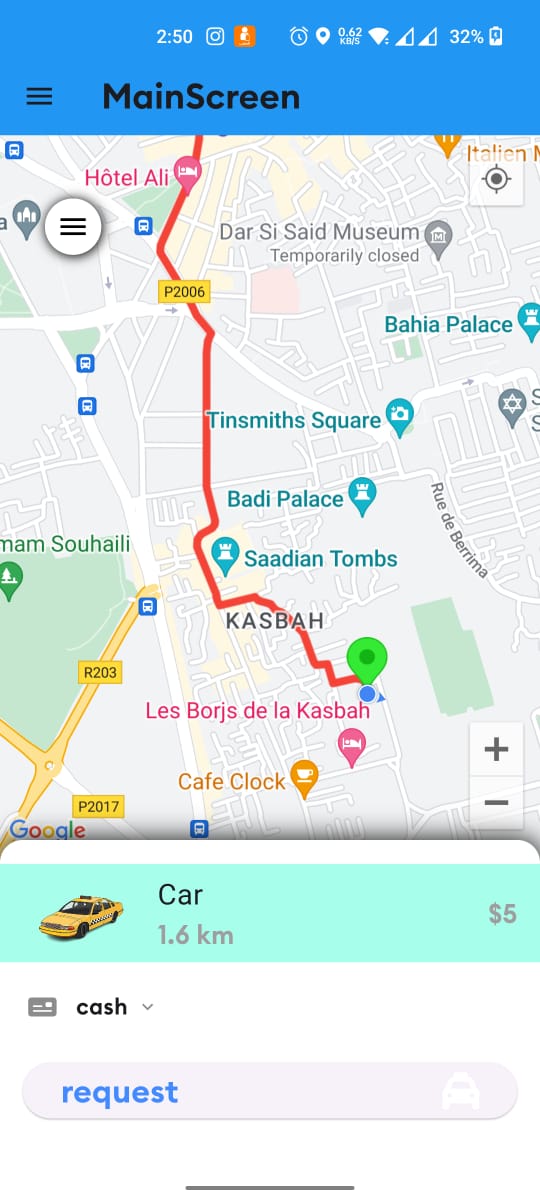 2:50
0.62
KB/S
32%
MainScreen
Italien
Hôtel Ali
Dar Si Said Museum
Temporarily closed
P2006
Bahia Palace
Tinsmiths Square
Badi Palace
Rue de Berrima
mam Souhaili
Saadian Tombs
KASBAH
R203
Les Borjs de la Kasbah
Cafe Clock
P2017
Google
+
−
Car
1.6 km
$5
cash
request